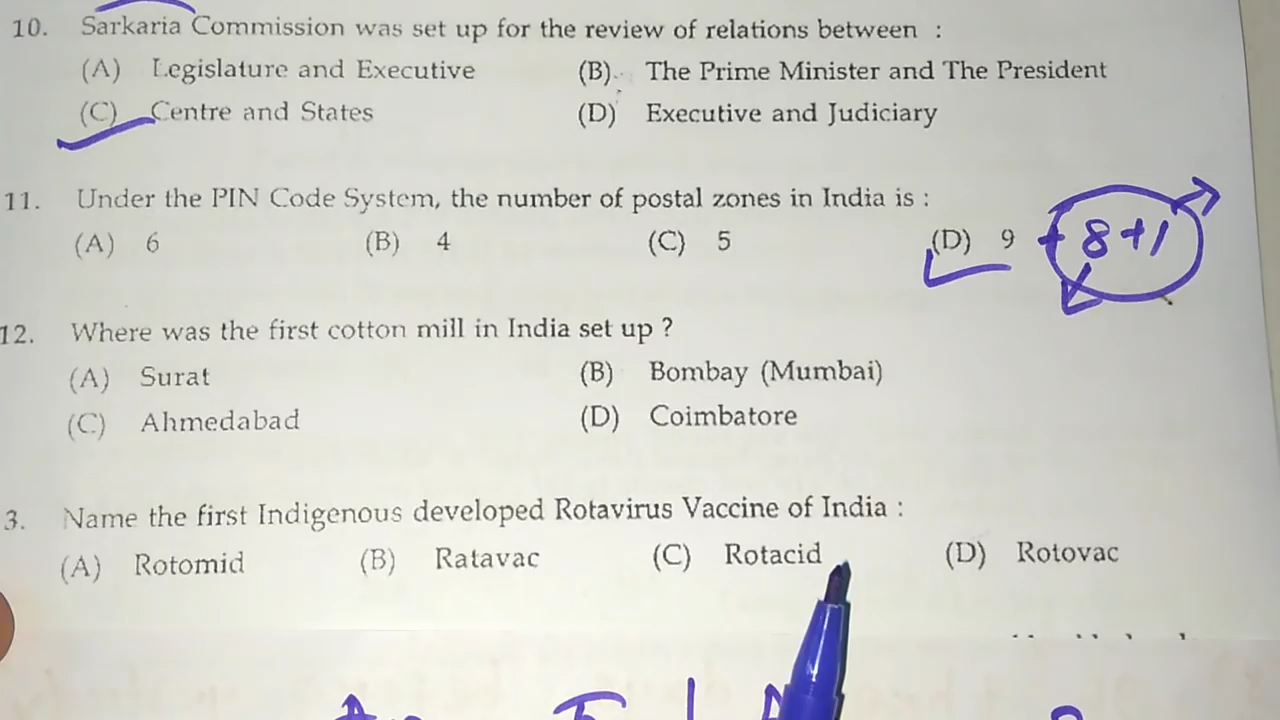 10. Sarkaria Commission was set up for the review of relations between :
(A) Legislature and Executive (B) The Prime Minister and The President
(C) Centre and States (D) Executive and Judiciary
11. Under the PIN Code System, the number of postal zones in India is :
(A) 6 (B) 4 (C) 5 (D) 9 8+1
12. Where was the first cotton mill in India set up ?
(A) Surat (B) Bombay (Mumbai)
(C) Ahmedabad (D) Coimbatore
3. Name the first Indigenous developed Rotavirus Vaccine of India :
(A) Rotomid (B) Ratavac (C) Rotacid (D) Rotovac